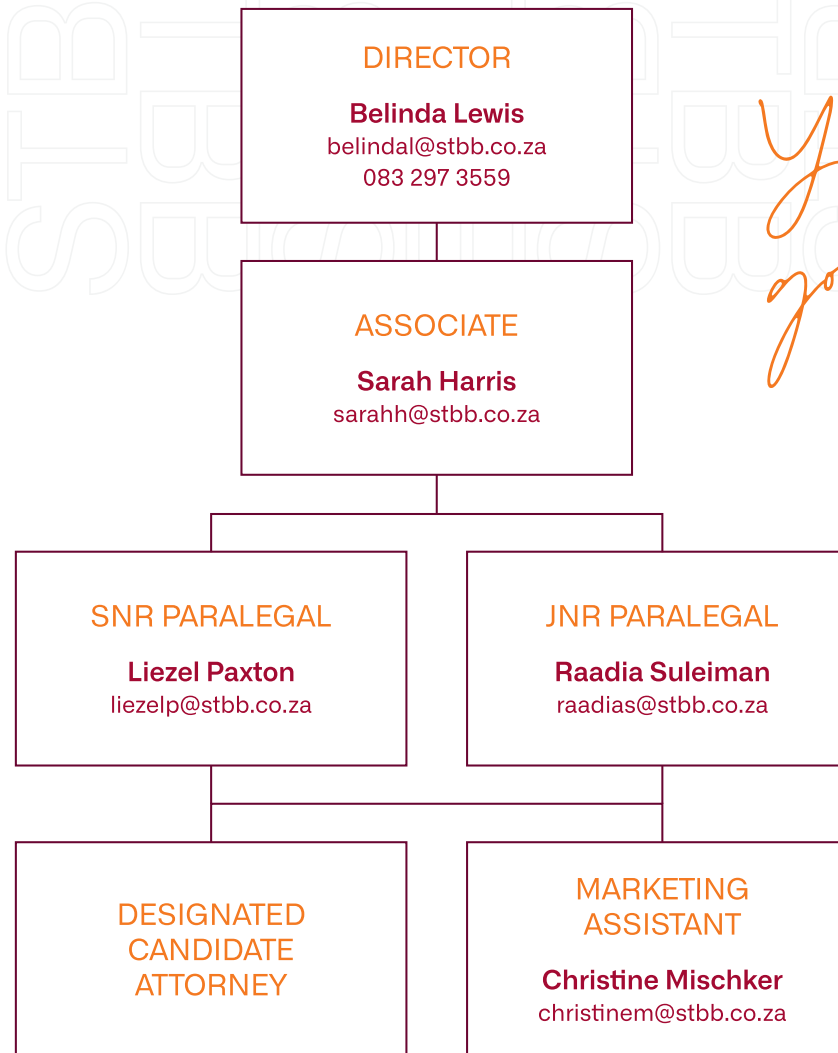 DIRECTOR
Belinda Lewis
belindal@stbb.co.za
083 297 3559
ASSOCIATE
Sarah Harris
sarahh@stbb.co.za
SNR PARALEGAL
Liezel Paxton
liezelp@stbb.co.za
JNR PARALEGAL
Raadia Suleiman
raadias@stbb.co.za
DESIGNATED
CANDIDATE
ATTORNEY
MARKETING
ASSISTANT
Christine Mischker
christinem@stbb.co.za